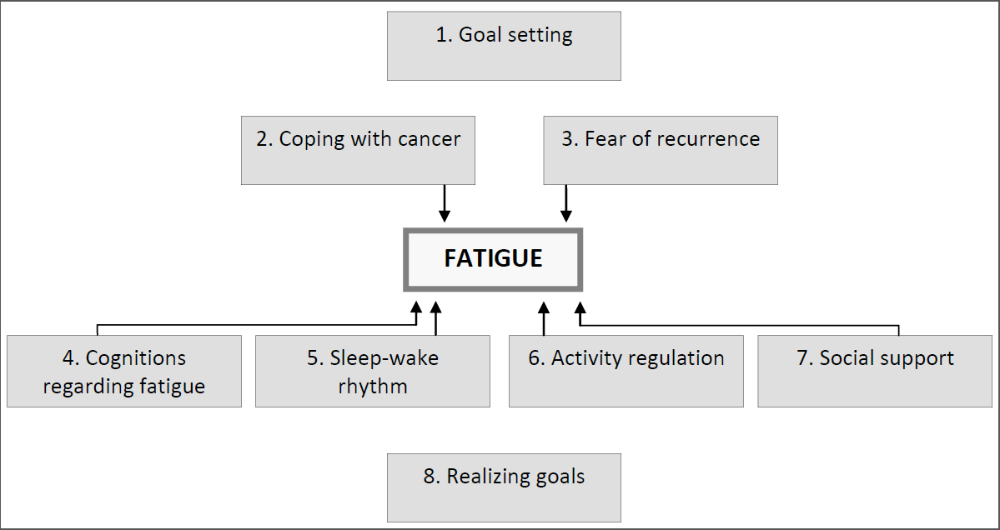 1. Goal setting
2. Coping with cancer
3. Fear of recurrence
FATIGUE
4. Cognitions
regarding fatigue
5. Sleep-wake
rhythm
6. Activity regulation
7. Social support
8. Realizing goals